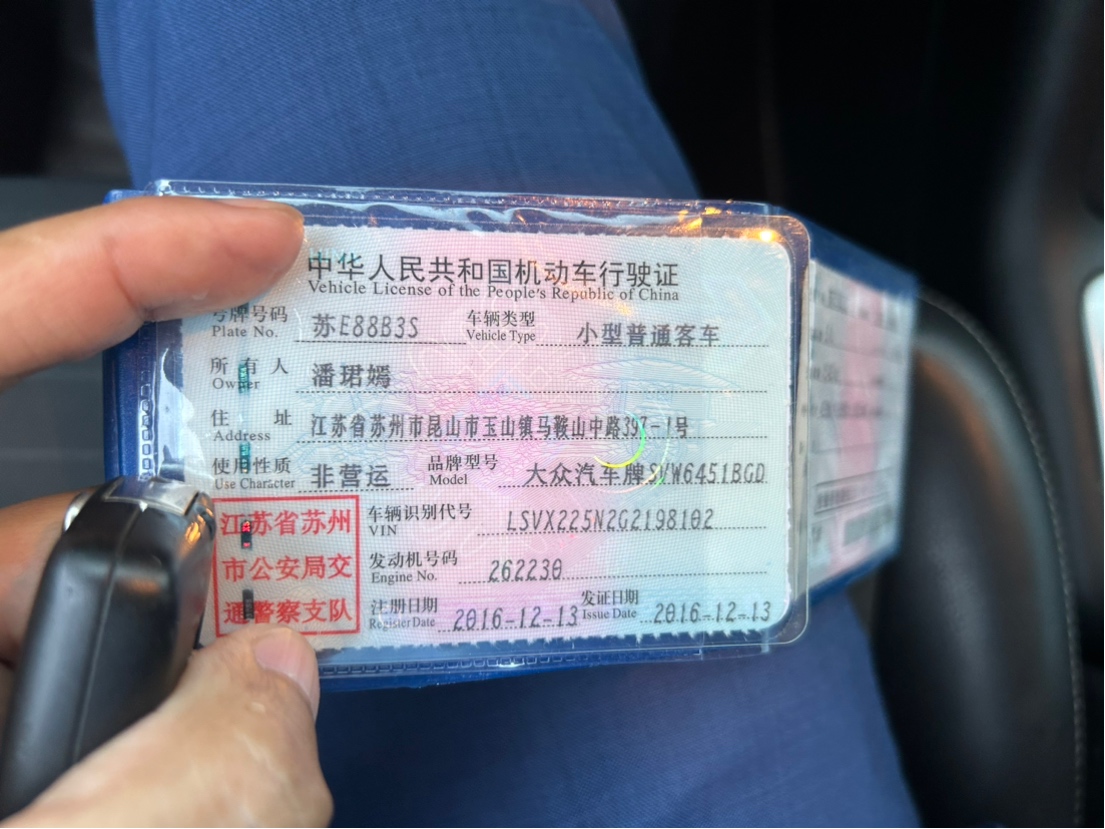 中华人民共和国机动车行驶证
Vehicle License of the People's Republic of China
号牌号码 苏E88B3S 车辆类型 小型普通客车
Plate No. Vehicle Type
所有人 潘珺嫣
Owner
住址 江苏省苏州市昆山市玉山镇马鞍山中路397-1号
Address
使用性质 非营运 品牌型号 大众汽车牌SVW6451BGD
Use Character Model
江苏省苏州 车辆识别代号 LSVX225N2G2198102
VIN
市公安局交 发动机号码 262230
Engine No.
通警察支队 注册日期 2016-12-13 发证日期 2016-12-13
Register Date Issue Date